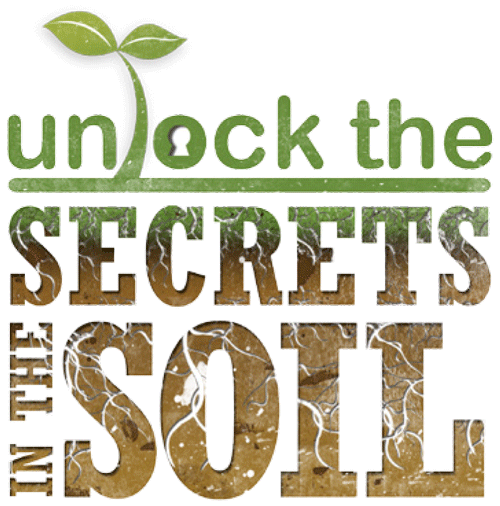 unlock the
SECRETS
IN THE
SOIL